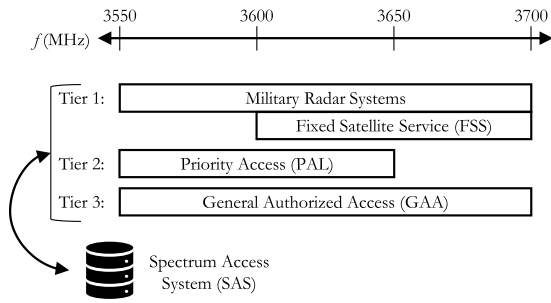 3550 3600 3650 3700
f (MHz)
Tier 1: Military Radar Systems
Fixed Satellite Service (FSS)
Tier 2: Priority Access (PAL)
Tier 3: General Authorized Access (GAA)
Spectrum Access
System (SAS)